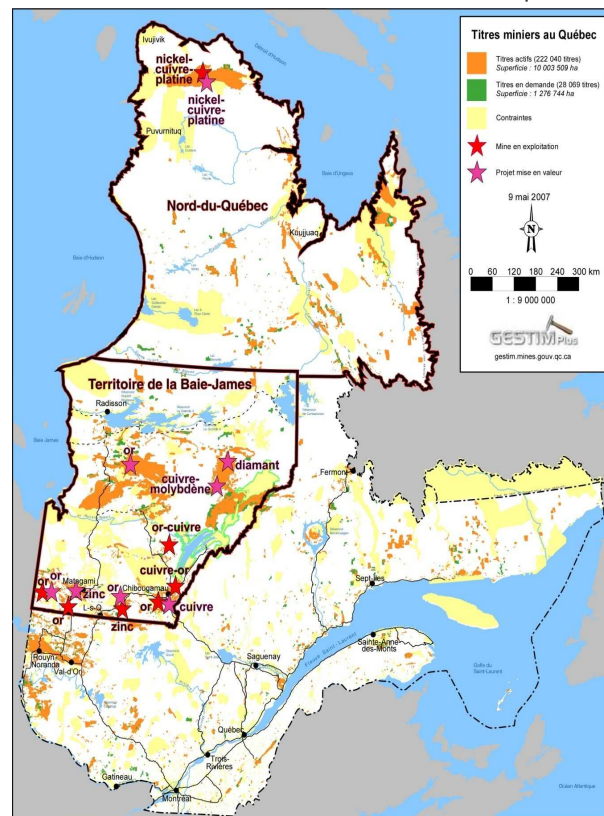 Titres miniers au Québec
Titres actifs (222 040 titres)
Superficie : 10 003 509 ha
Titres en demande (28 069 titres)
Superficie : 1 276 744 ha
Contraintes
Mine en exploitation
Projet mise en valeur
9 mai 2007
N
0 60 120 180 240 300 km
1 : 9 000 000
GESTIM Plus
gestim.mines.gouv.qc.ca
Ivujivik
Détroit d'Hudson
nickel-
cuivre-
platine
nickel-
cuivre-
platine
Puvurnituq
Baie d'Ungava
Nord-du-Québec
Kuujjuaq
Baie d'Hudson
Territoire de la Baie-James
Radisson
Baie James
or
diamant
cuivre-
molybdène
Fermont
or-cuivre
cuivre-or
or
or
Matagami
zinc
or
Chibougamau
or
cuivre
L-s-Q
or
zinc
Sept-Iles
Sainte-Anne-
des-Monts
Fleuve Saint-Laurent
Golfe du
Saint-Laurent
Rouyn-
Noranda
Val-d'Or
Saguenay
Québec
Trois-
Rivières
Gatineau
Montréal
Océan Atlantique